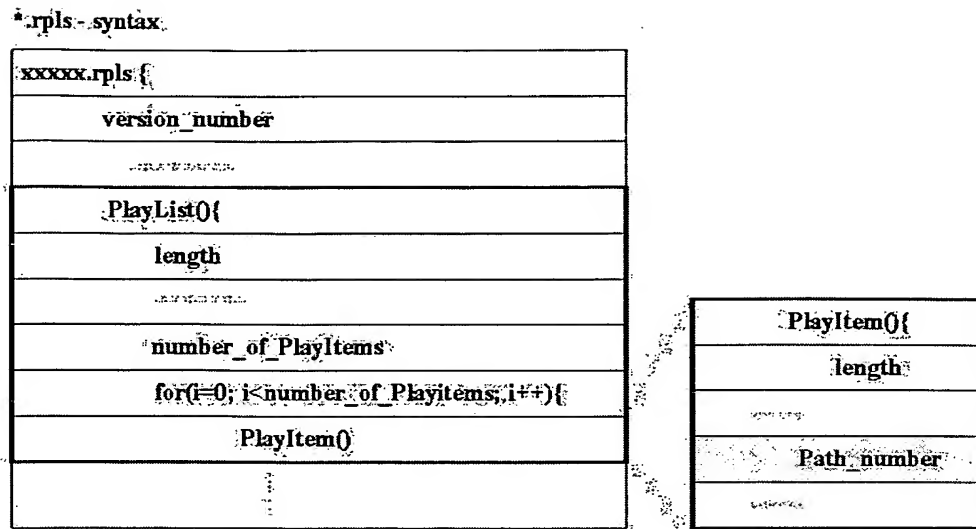 *.rpls - syntax
xxxxx.rpls {
version_number
PlayList(){
length
number_of_PlayItems
for(i=0; i<number_of_Playitems; i++){
PlayItem()
PlayItem(){
length
Path_number